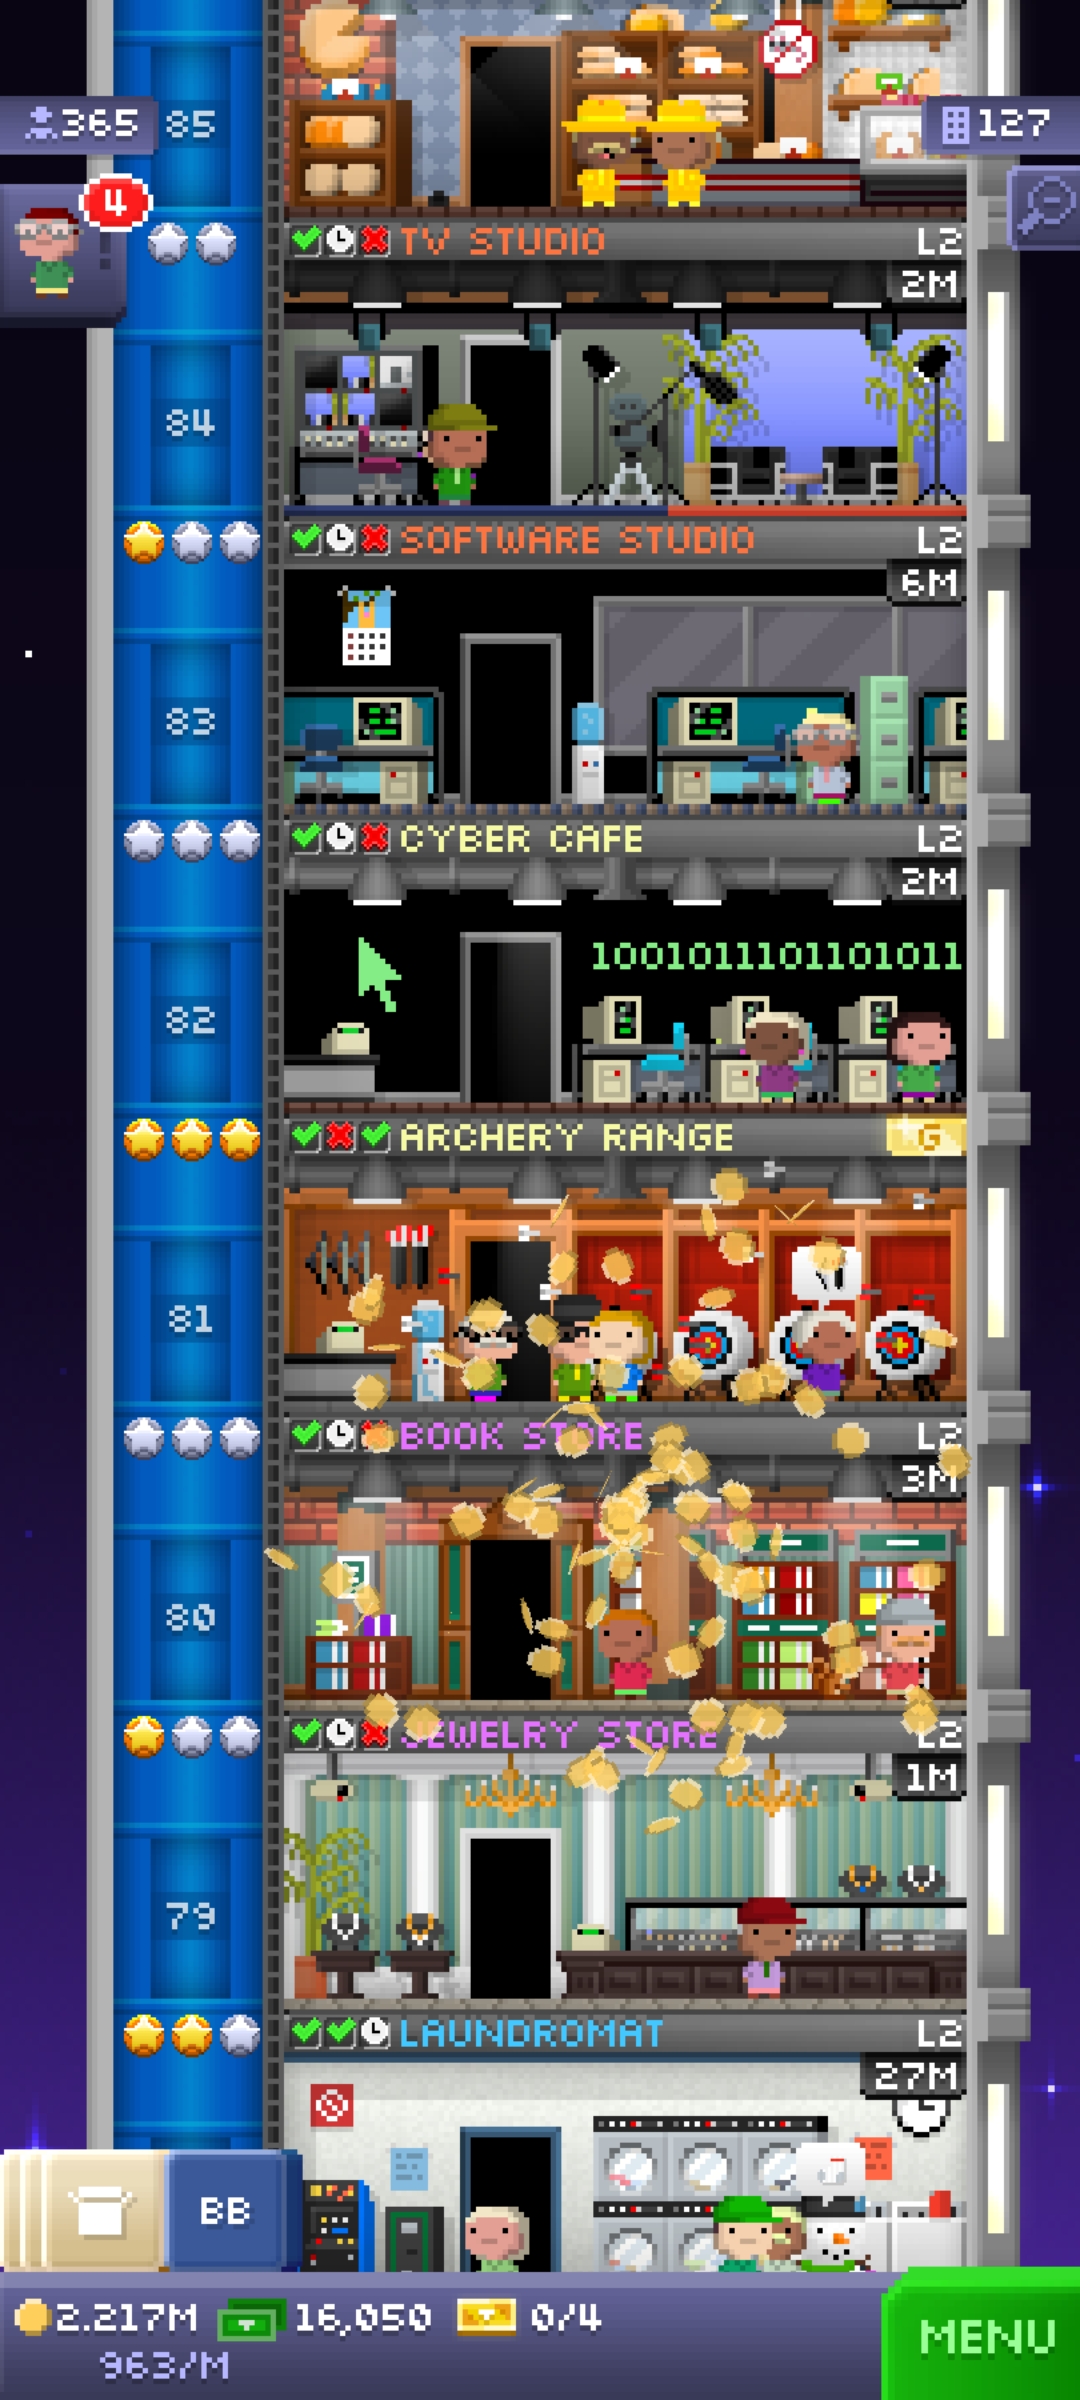 365
85
127
4
TV STUDIO L2
2M
84
SOFTWARE STUDIO L2
6M
83
CYBER CAFE L2
2M
1001011101101011
82
ARCHERY RANGE G
81
BOOK STORE L2
3M
80
JEWELRY STORE L2
1M
79
LAUNDROMAT L2
27M
BB
2.217M 16,050 0/4
963/M
MENU